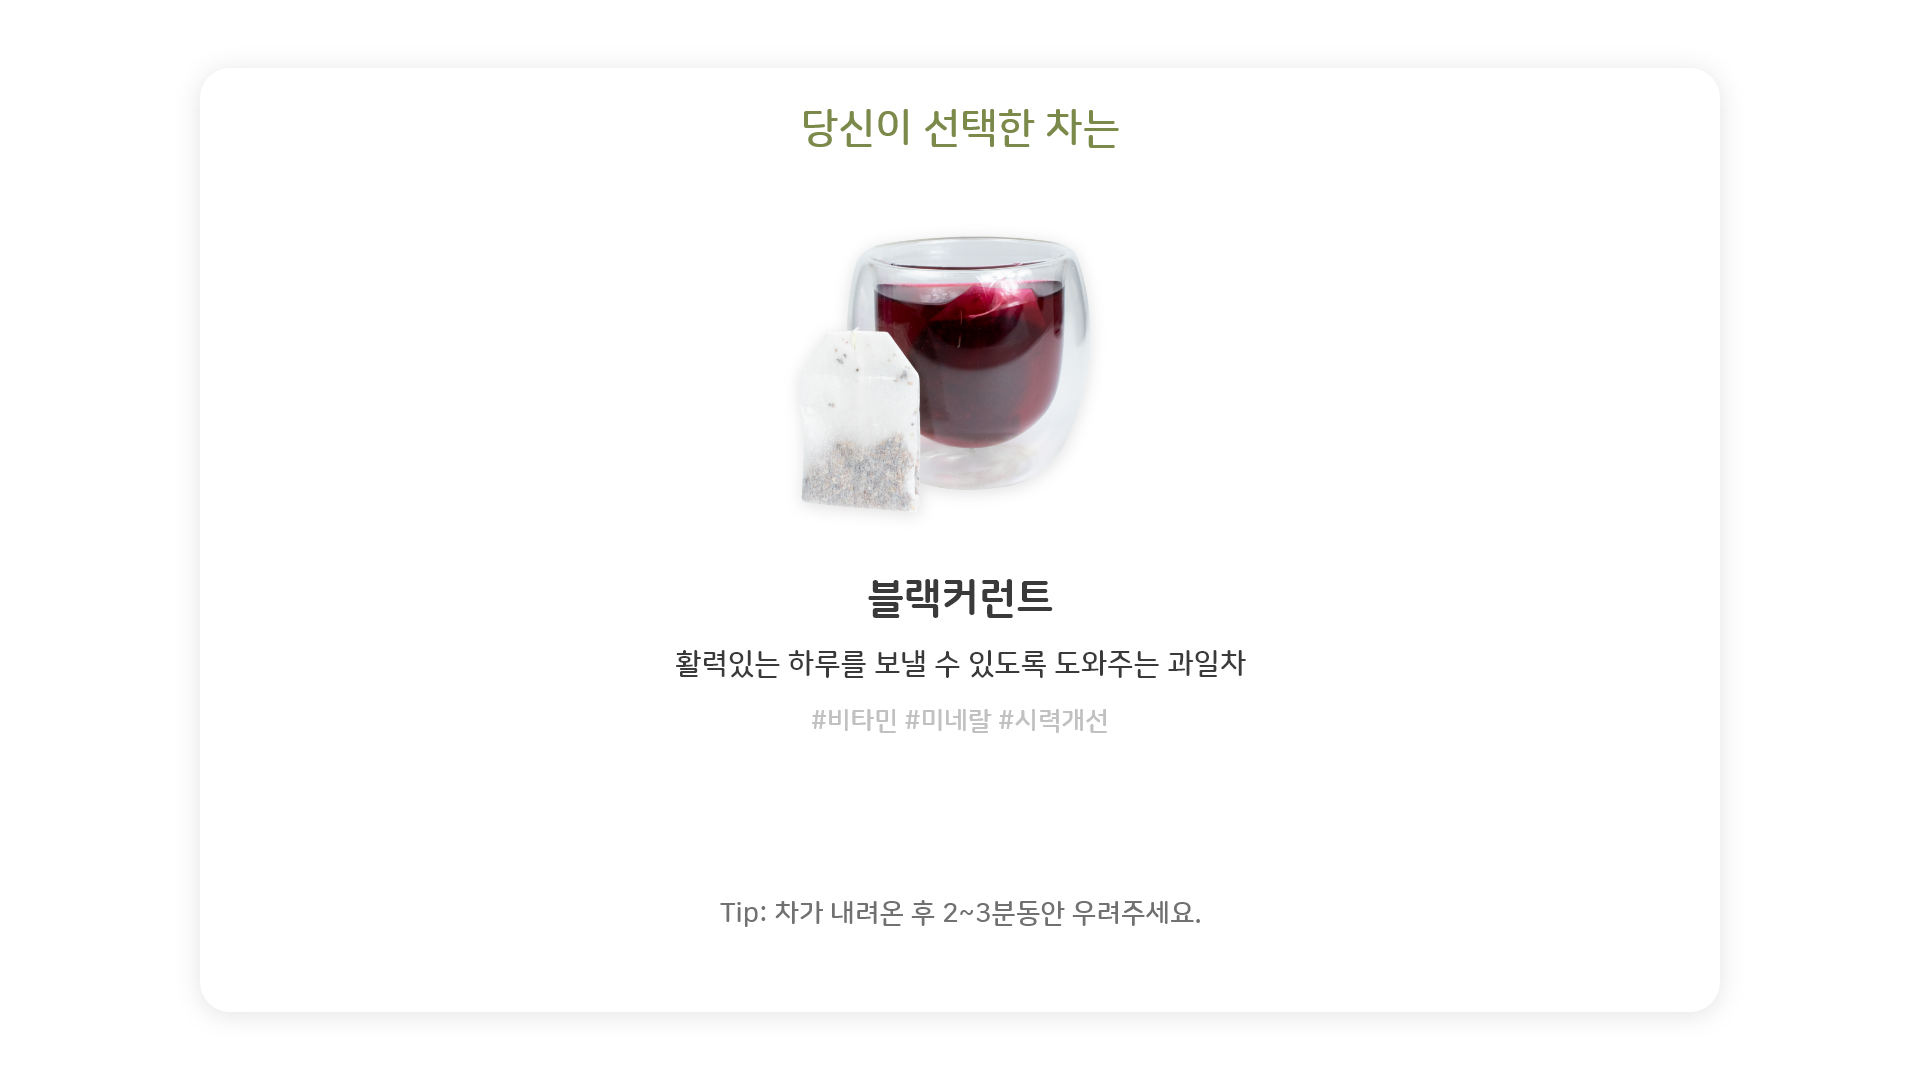 당신이 선택한 차는
블랙커런트
활력있는 하루를 보낼 수 있도록 도와주는 과일차
#비타민 #미네랄 #시력개선
Tip: 차가 내려온 후 2~3분동안 우려주세요.